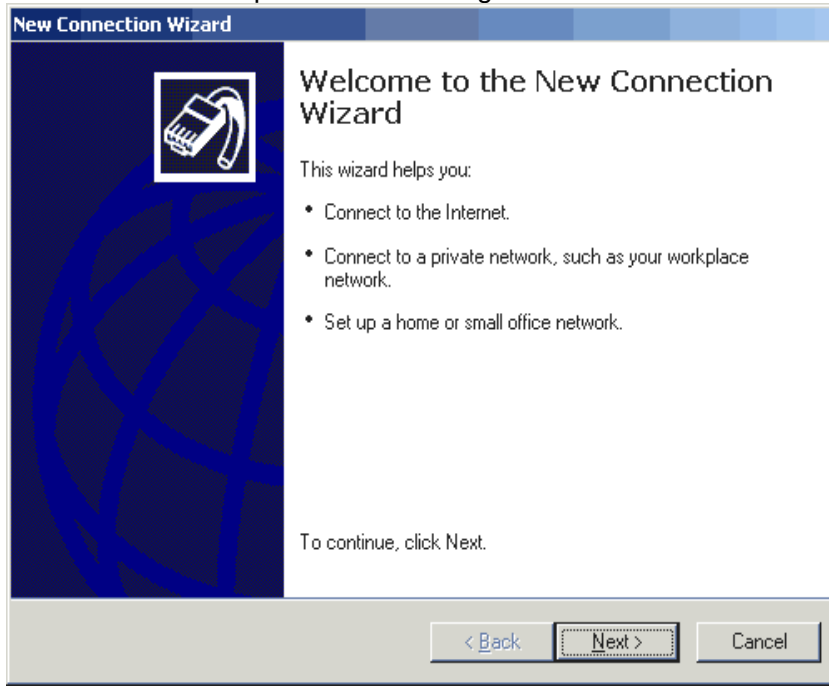 New Connection Wizard
Welcome to the New Connection
Wizard
This wizard helps you:
• Connect to the Internet.
• Connect to a private network, such as your workplace
network.
• Set up a home or small office network.
To continue, click Next.
< Back
Next >
Cancel